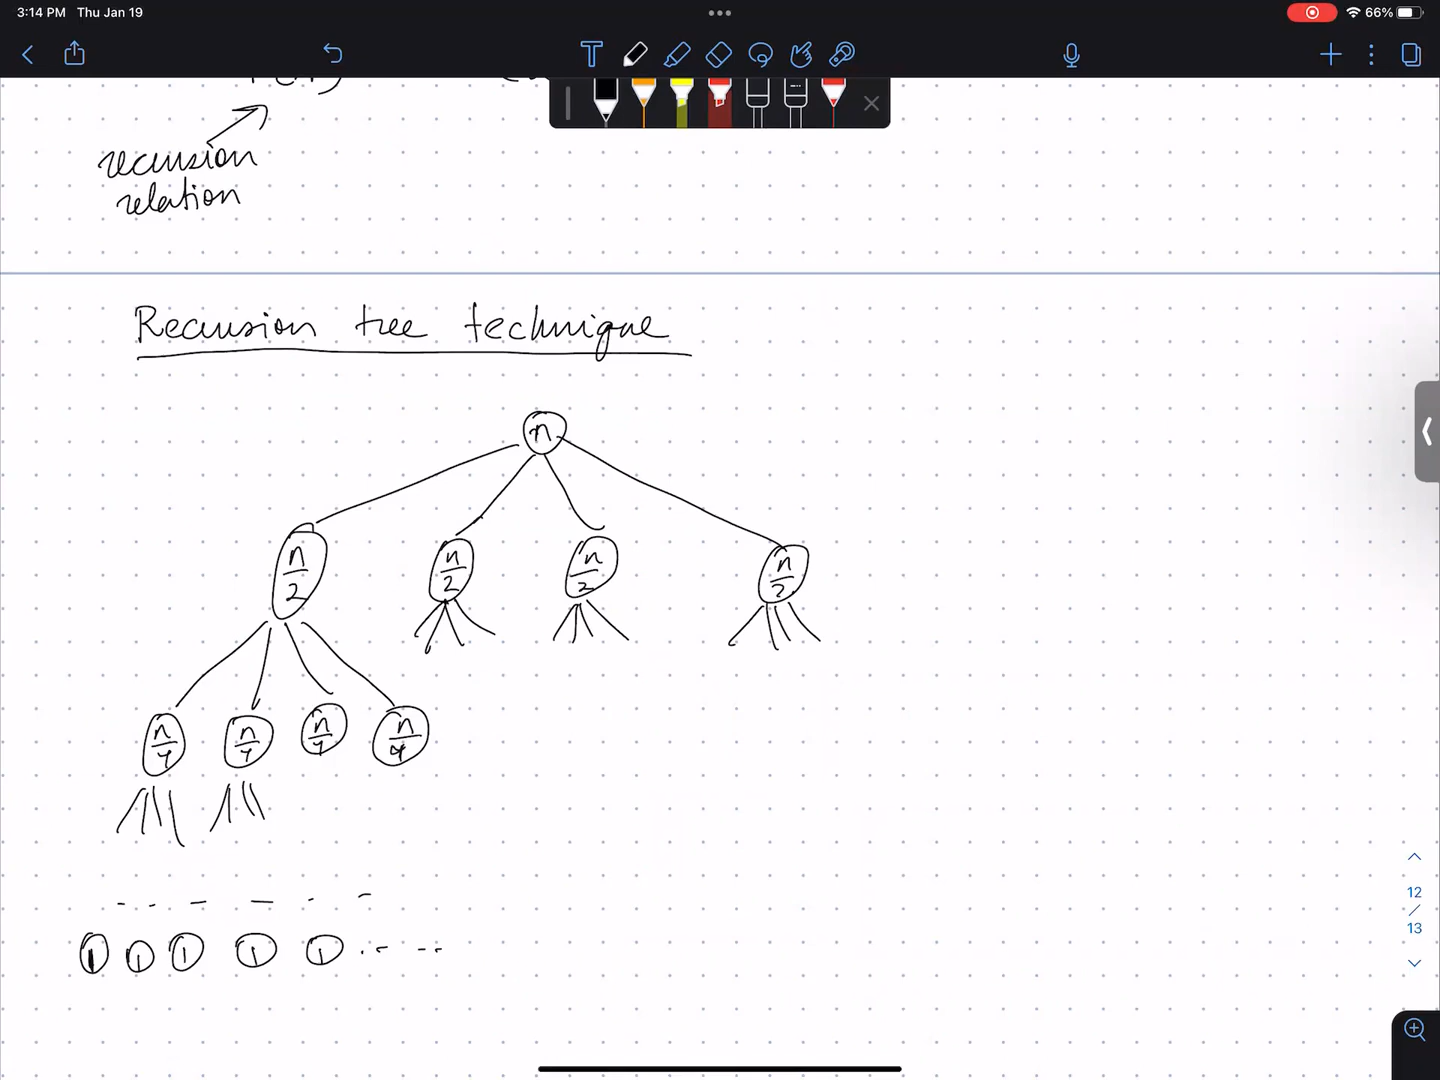 3:14 PM Thu Jan 19
66%
T
recursion
relation
Recursion tree technique
n
n/2 n/2 n/2 n/2
n/4 n/4 n/4 n/4
1 1 1 1 1
12
/
13